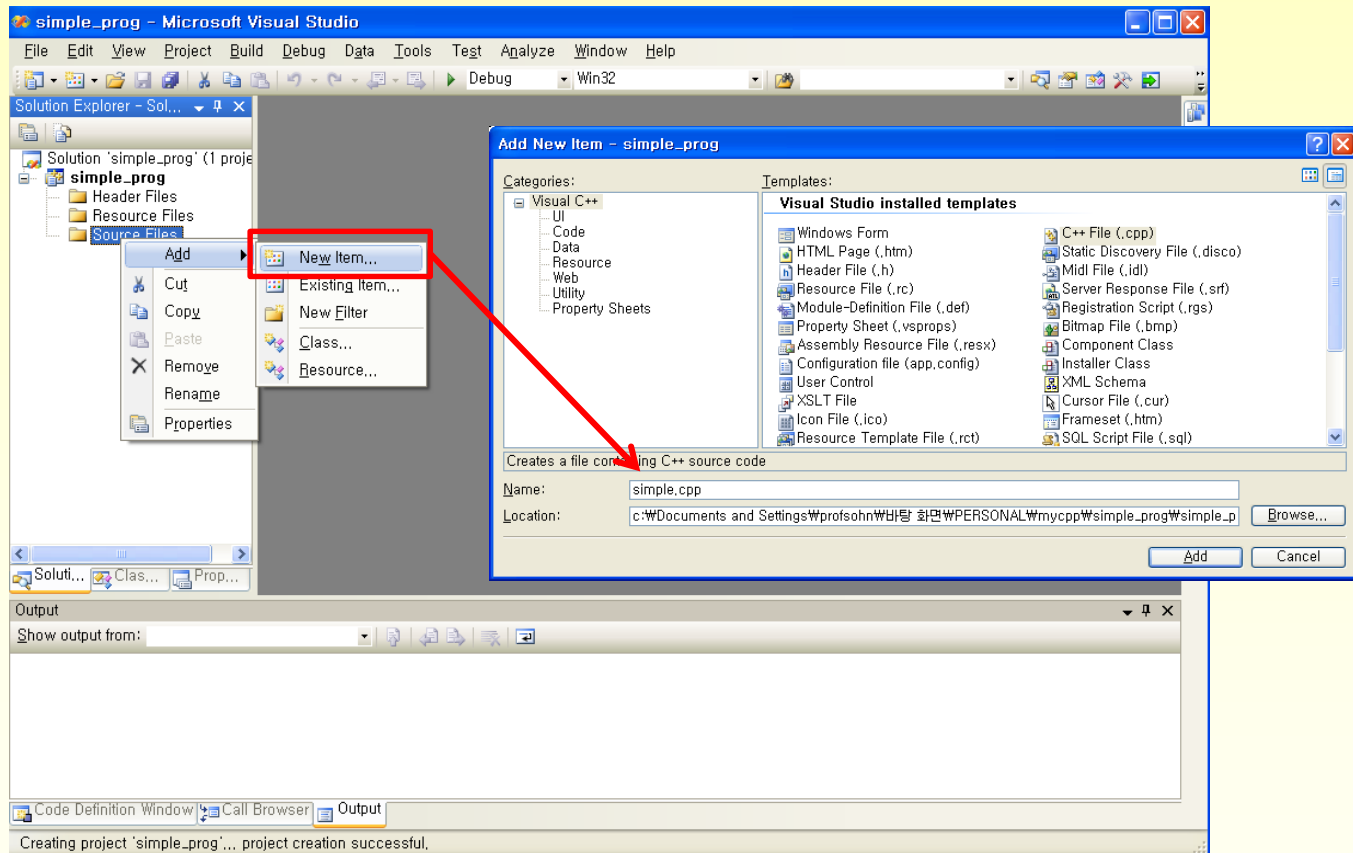 simple_prog - Microsoft Visual Studio
File Edit View Project Build Debug Data Tools Test Analyze Window Help
Debug Win32
Solution Explorer - Sol...
Solution 'simple_prog' (1 proje
simple_prog
Header Files
Resource Files
Source Files
Add
Cut
Copy
Paste
Remove
Rename
Properties
New Item...
Existing Item...
New Filter
Class...
Resource...
Add New Item - simple_prog
Categories:
Visual C++
UI
Code
Data
Resource
Web
Utility
Property Sheets
Templates:
Visual Studio installed templates
Windows Form
HTML Page (.htm)
Header File (.h)
Resource File (.rc)
Module-Definition File (.def)
Property Sheet (.vsprops)
Assembly Resource File (.resx)
Configuration file (app.config)
User Control
XSLT File
Icon File (.ico)
Resource Template File (.rct)
C++ File (.cpp)
Static Discovery File (.disco)
Midl File (.idl)
Server Response File (.srf)
Registration Script (.rgs)
Bitmap File (.bmp)
Component Class
Installer Class
XML Schema
Cursor File (.cur)
Frameset (.htm)
SQL Script File (.sql)
Creates a file containing C++ source code
Name: simple.cpp
Location: c:₩Documents and Settings₩profsohn₩바탕 화면₩PERSONAL₩mycpp₩simple_prog₩simple_p Browse...
Add Cancel
Soluti... Clas... Prop...
Output
Show output from:
Code Definition Window Call Browser Output
Creating project 'simple_prog'... project creation successful.